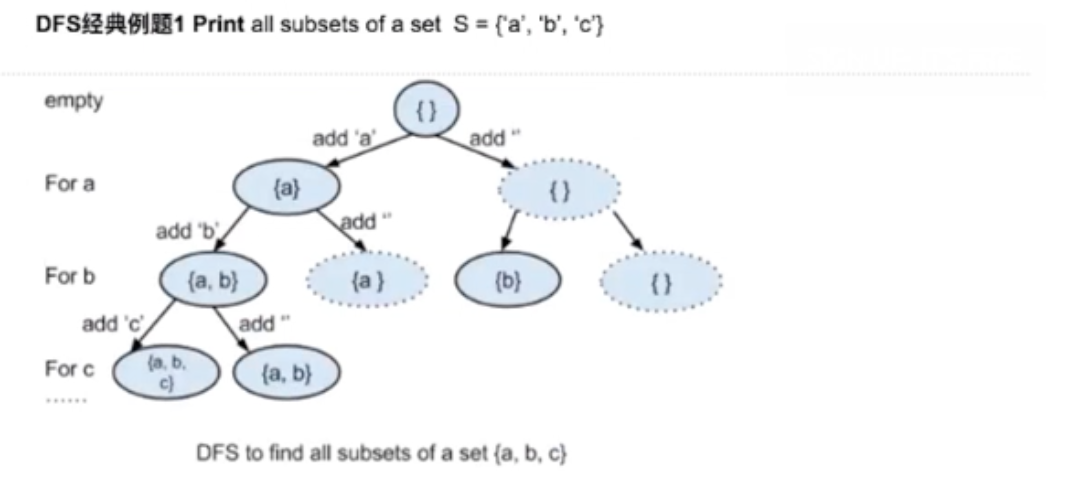 DFS经典例题1 Print all subsets of a set S = {'a', 'b', 'c'}
empty
{ }
add 'a'
add ''
For a
{a}
{ }
add 'b'
add ''
For b
{a, b}
{a }
{b}
{ }
add 'c'
add ''
For c
{a, b,
c}
{a, b}
......
DFS to find all subsets of a set {a, b, c}